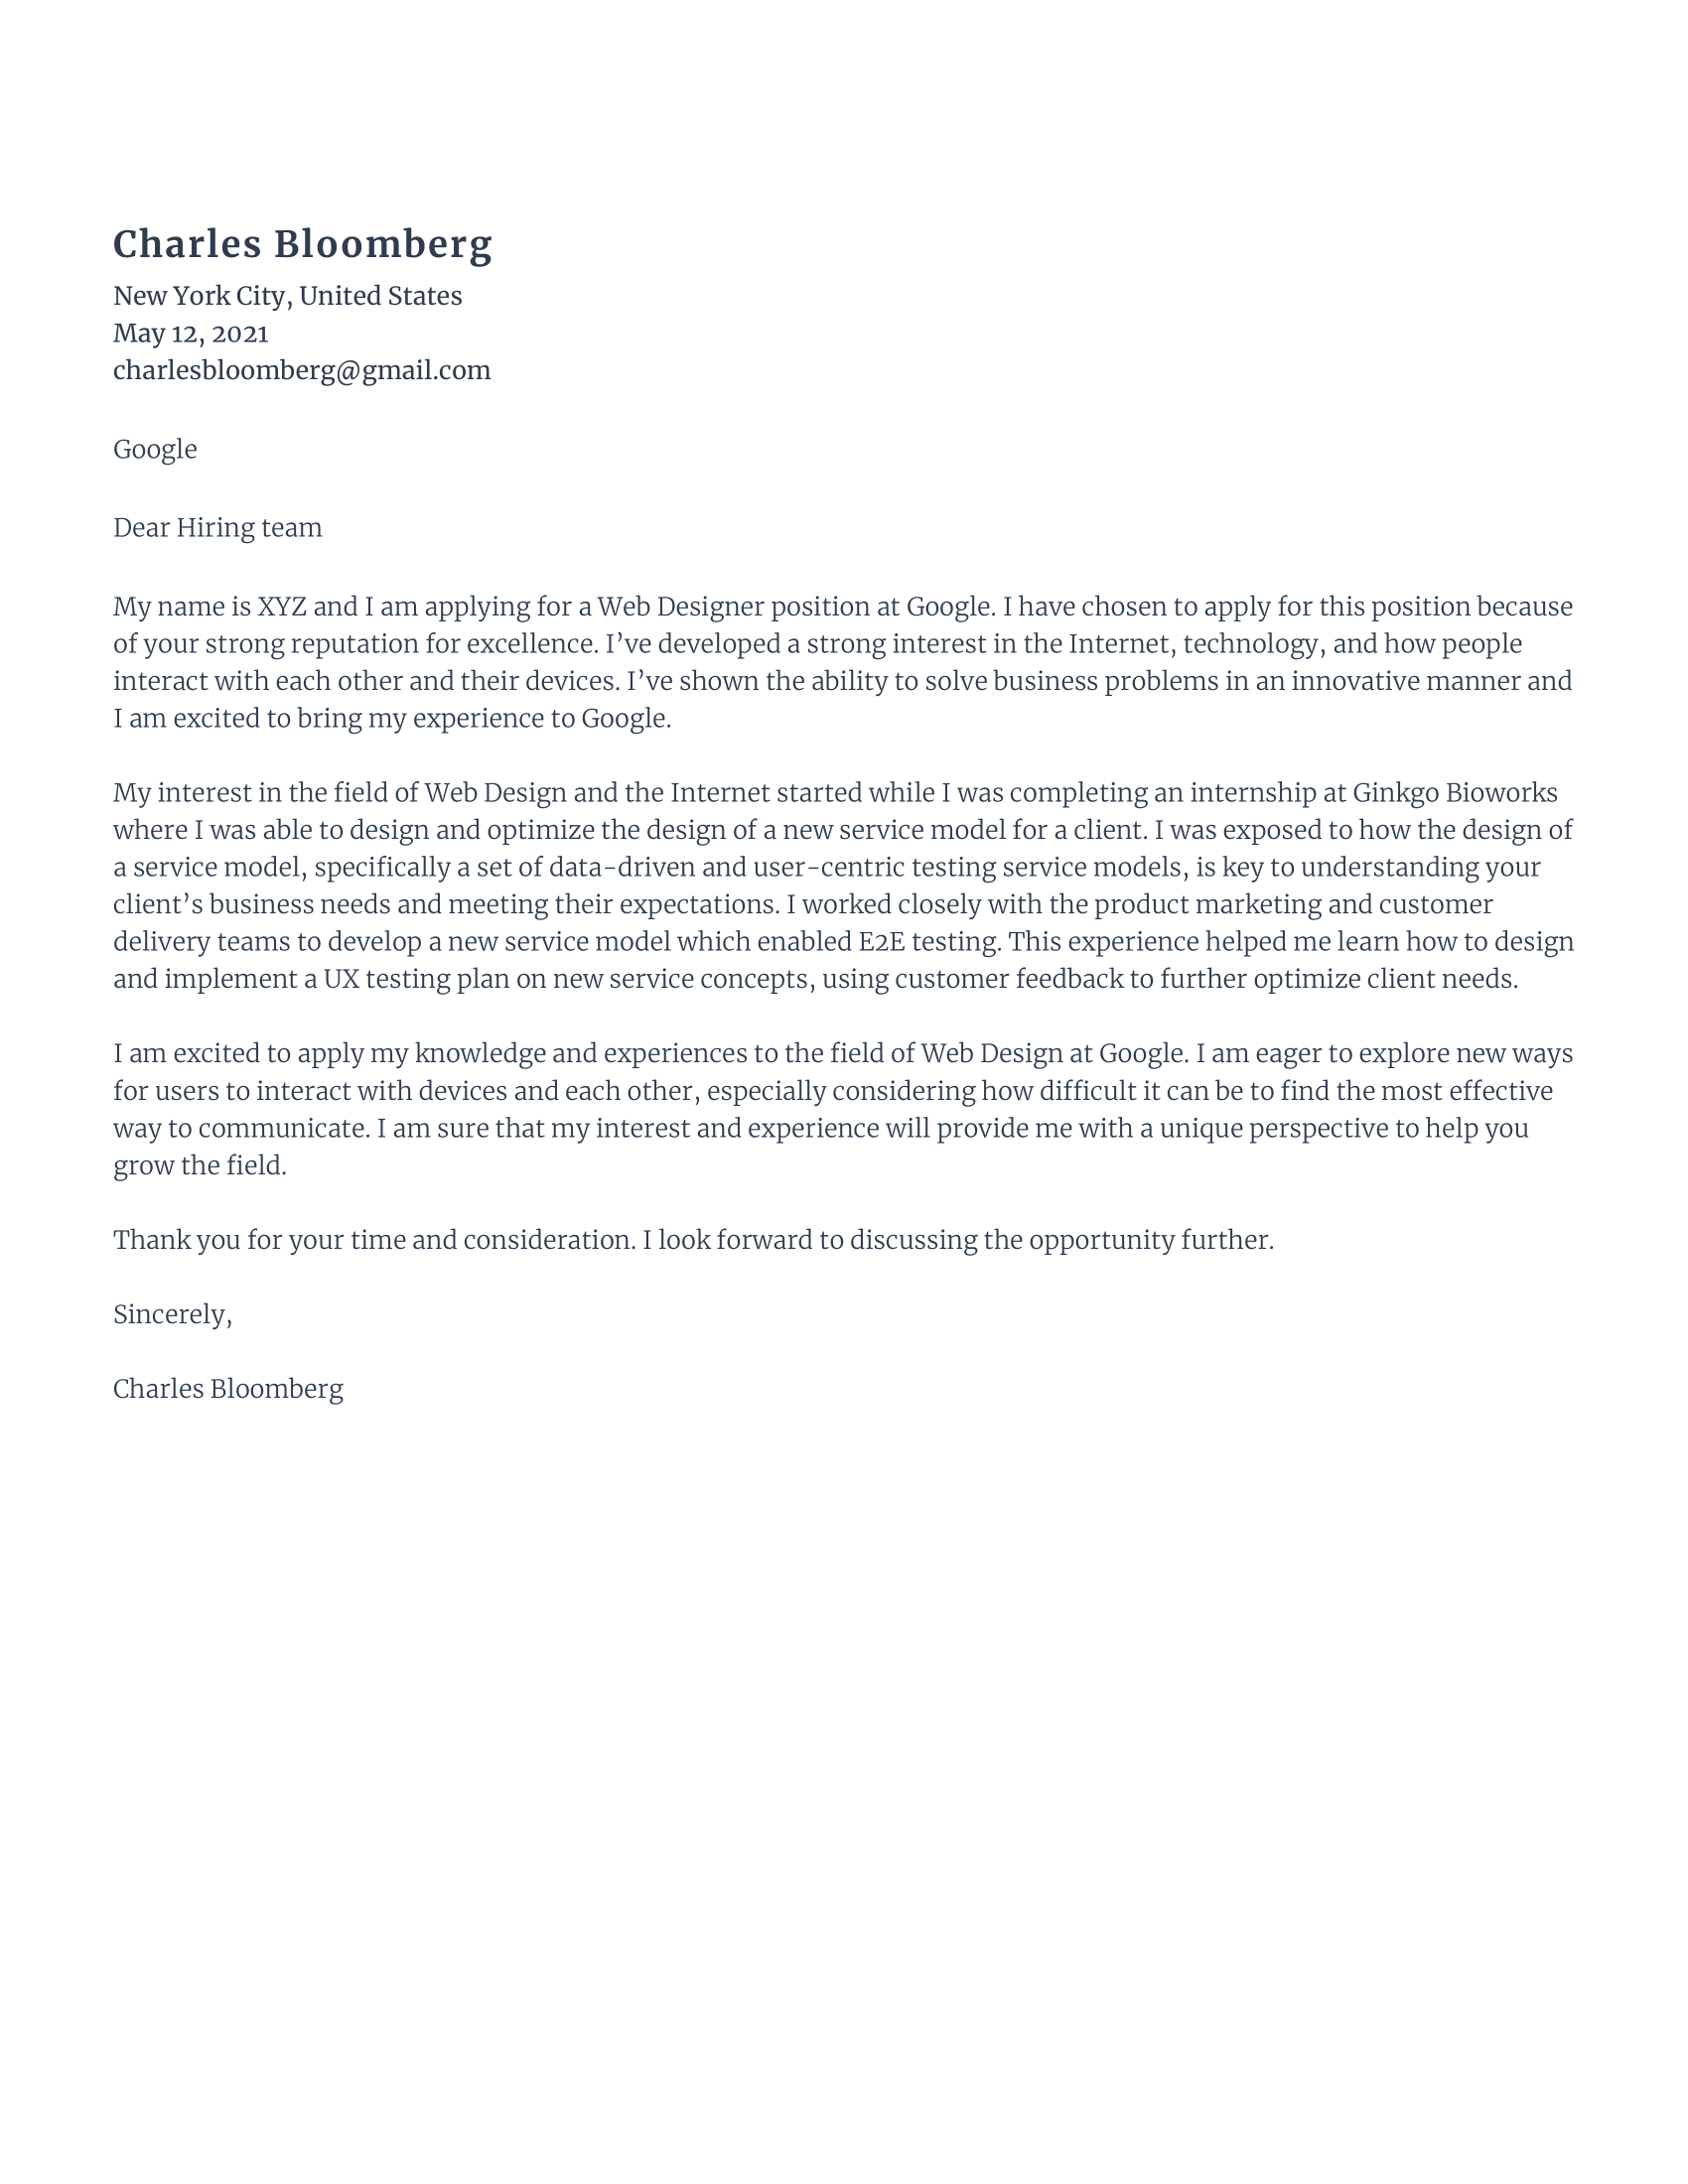 Charles Bloomberg
New York City, United States
May 12, 2021
charlesbloomberg@gmail.com
Google
Dear Hiring team
My name is XYZ and I am applying for a Web Designer position at Google. I have chosen to apply for this position because
of your strong reputation for excellence. I’ve developed a strong interest in the Internet, technology, and how people
interact with each other and their devices. I’ve shown the ability to solve business problems in an innovative manner and
I am excited to bring my experience to Google.
My interest in the field of Web Design and the Internet started while I was completing an internship at Ginkgo Bioworks
where I was able to design and optimize the design of a new service model for a client. I was exposed to how the design of
a service model, specifically a set of data-driven and user-centric testing service models, is key to understanding your
client’s business needs and meeting their expectations. I worked closely with the product marketing and customer
delivery teams to develop a new service model which enabled E2E testing. This experience helped me learn how to design
and implement a UX testing plan on new service concepts, using customer feedback to further optimize client needs.
I am excited to apply my knowledge and experiences to the field of Web Design at Google. I am eager to explore new ways
for users to interact with devices and each other, especially considering how difficult it can be to find the most effective
way to communicate. I am sure that my interest and experience will provide me with a unique perspective to help you
grow the field.
Thank you for your time and consideration. I look forward to discussing the opportunity further.
Sincerely,
Charles Bloomberg